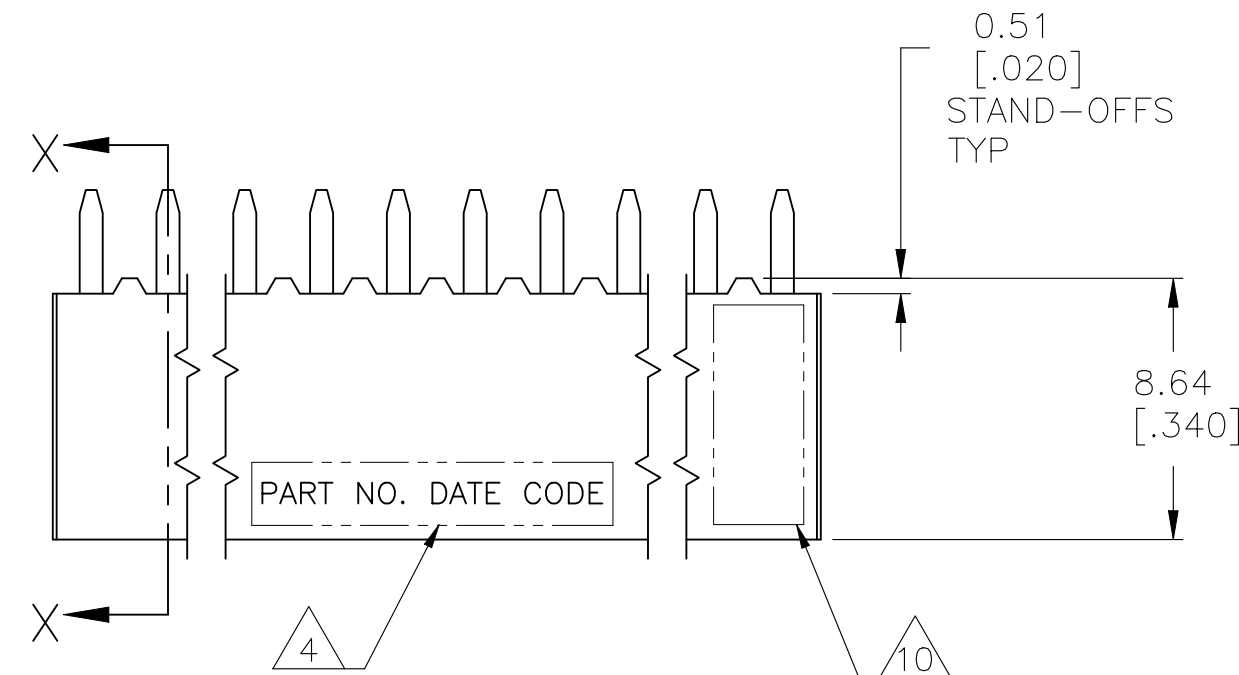 0.51
[.020]
STAND-OFFS
TYP
X
8.64
[.340]
PART NO. DATE CODE
X
4
10